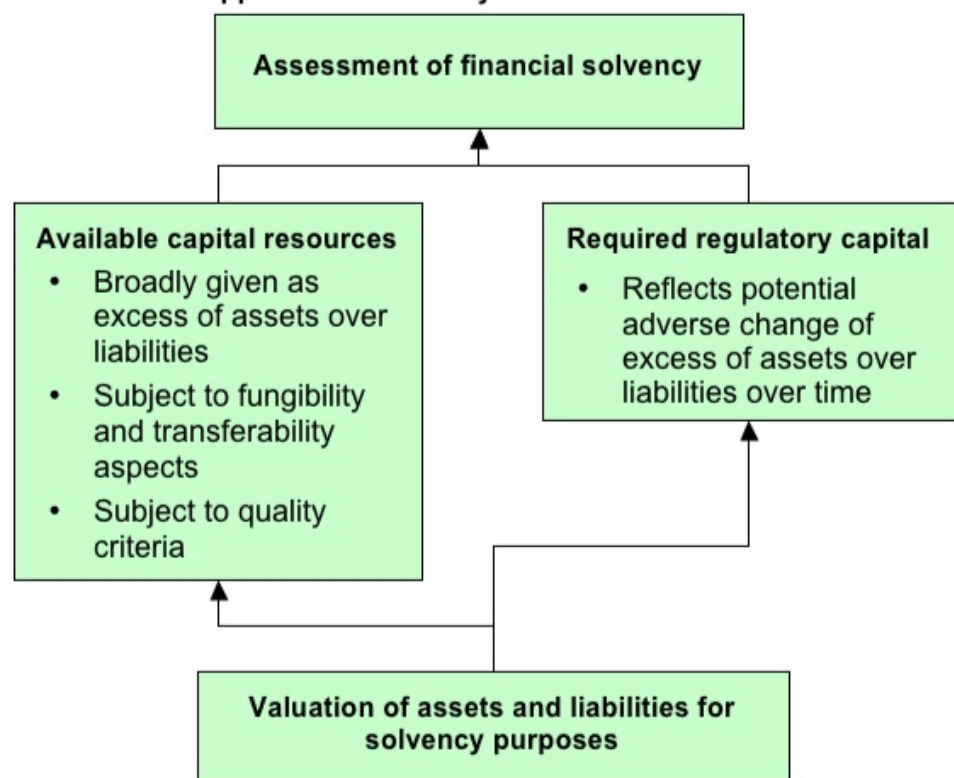 Assessment of financial solvency
Available capital resources
• Broadly given as
excess of assets over
liabilities
• Subject to fungibility
and transferability
aspects
• Subject to quality
criteria
Required regulatory capital
• Reflects potential
adverse change of
excess of assets over
liabilities over time
Valuation of assets and liabilities for
solvency purposes